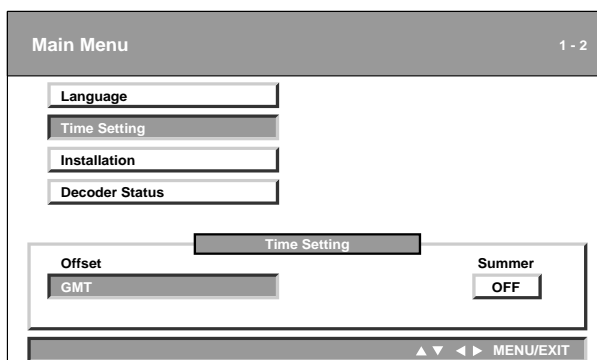 Main Menu 1 - 2
Language
Time Setting
Installation
Decoder Status
Time Setting
Offset Summer
GMT OFF
▲▼ ◀▶ MENU/EXIT